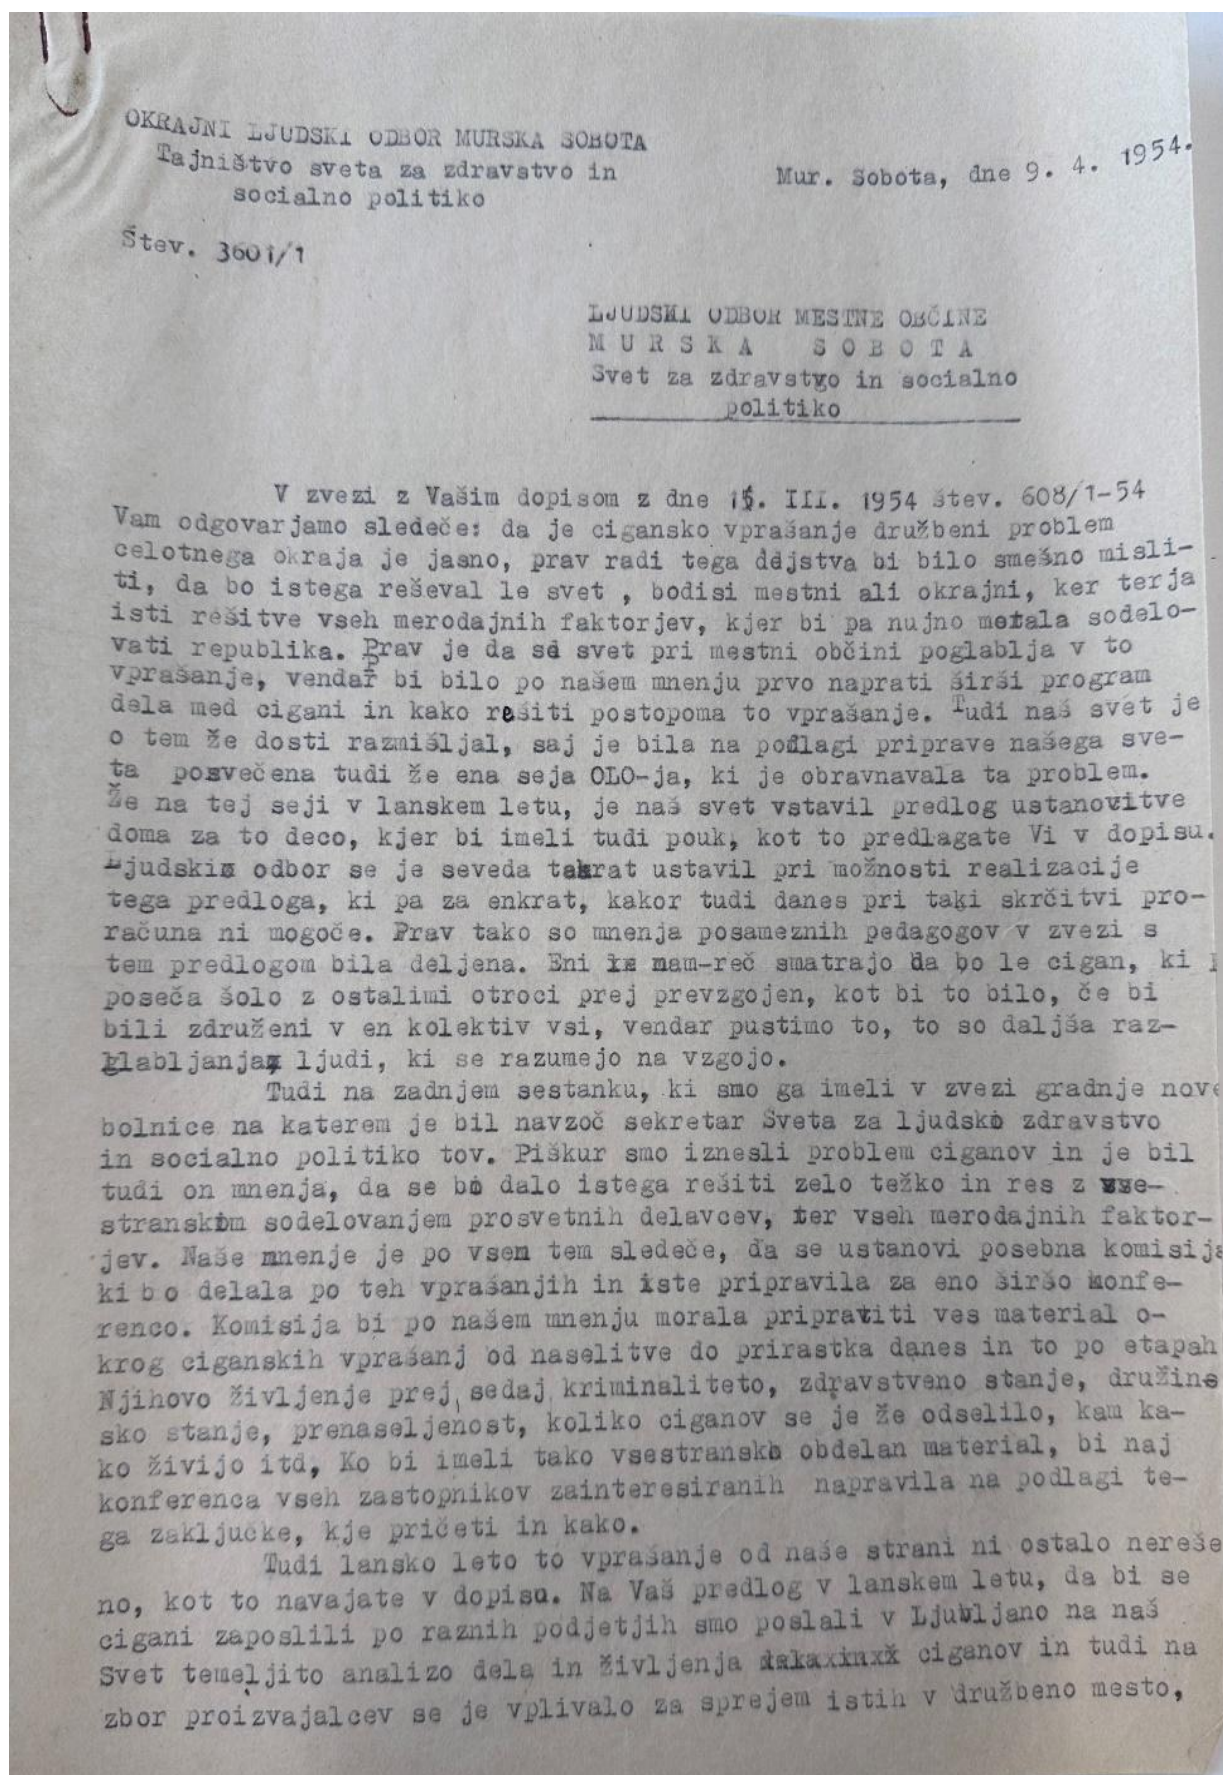 OKRAJNI LJUDSKI ODBOR MURSKA SOBOTA
Tajništvo sveta za zdravstvo in
socialno politiko
Mur. Sobota, dne 9. 4. 1954.
Štev. 3601/1
LJUDSKI ODBOR MESTNE OBČINE
M U R S K A   S O B O T A
Svet za zdravstvo in socialno
politiko
V zvezi z Vašim dopisom z dne 15. III. 1954 štev. 608/1-54
Vam odgovarjamo sledeče: da je cigansko vprašanje družbeni problem
celotnega okraja je jasno, prav radi tega dejstva bi bilo smešno misli-
ti, da bo istega reševal le svet , bodisi mestni ali okrajni, ker terja
isti rešitve vseh merodajnih faktorjev, kjer bi pa nujno morala sodelo-
vati republika. Prav je da se svet pri mestni občini poglablja v to
vprašanje, vendar bi bilo po našem mnenju prvo naprati širši program
dela med cigani in kako rešiti postopoma to vprašanje. Tudi naš svet je
o tem že dosti razmišljal, saj je bila na podlagi priprave našega sve-
ta posvečena tudi že ena seja OLO-ja, ki je obravnavala ta problem.
Že na tej seji v lanskem letu, je naš svet vstavil predlog ustanovitve
doma za to deco, kjer bi imeli tudi pouk, kot to predlagate Vi v dopisu.
Ljudski odbor se je seveda takrat ustavil pri možnosti realizacije
tega predloga, ki pa za enkrat, kakor tudi danes pri taki skrčitvi pro-
računa ni mogoče. Prav tako so mnenja posameznih pedagogov v zvezi s
tem predlogom bila deljena. Eni nam-reč smatrajo da bo le cigan, ki
poseča šolo z ostalimi otroci prej prevzgojen, kot bi to bilo, če bi
bili združeni v en kolektiv vsi, vendar pustimo to, to so daljša raz-
glabljanja ljudi, ki se razumejo na vzgojo.
Tudi na zadnjem sestanku, ki smo ga imeli v zvezi gradnje nove
bolnice na katerem je bil navzoč sekretar Sveta za ljudsko zdravstvo
in socialno politiko tov. Piškur smo iznesli problem ciganov in je bil
tudi on mnenja, da se bo dalo istega rešiti zelo težko in res z vse-
stranskim sodelovanjem prosvetnih delavcev, ter vseh merodajnih faktor-
jev. Naše mnenje je po vsem tem sledeče, da se ustanovi posebna komisija
ki bo delala po teh vprašanjih in iste pripravila za eno širšo konfe-
renco. Komisija bi po našem mnenju morala pripraviti ves material o-
krog ciganskih vprašanj od naselitve do prirastka danes in to po etapah
Njihovo življenje prej, sedaj, kriminaliteto, zdravstveno stanje, družine
sko stanje, prenaseljenost, koliko ciganov se je že odselilo, kam ka-
ko živijo itd, Ko bi imeli tako vsestransko obdelan material, bi naj
konferenca vseh zastopnikov zainteresiranih napravila na podlagi te-
ga zaključke, kje pričeti in kako.
Tudi lansko leto to vprašanje od naše strani ni ostalo nereše
no, kot to navajate v dopisu. Na Vaš predlog v lanskem letu, da bi se
cigani zaposlili po raznih podjetjih smo poslali v Ljubljano na naš
Svet temeljito analizo dela in življenja ciganov in tudi na
zbor proizvajalcev se je vplivalo za sprejem istih v družbeno mesto,